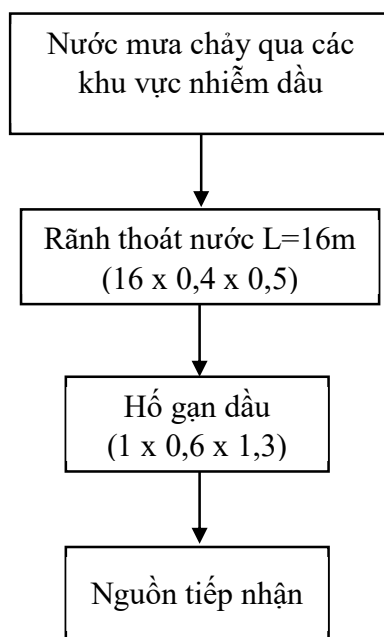 Nước mưa chảy qua các
khu vực nhiễm dầu
Rãnh thoát nước L=16m
(16 x 0,4 x 0,5)
Hố gạn dầu
(1 x 0,6 x 1,3)
Nguồn tiếp nhận